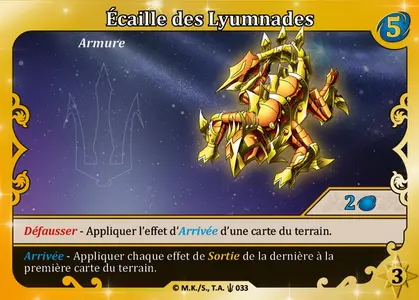 Écaille des Lyumnades
5
Armure
2
Défausser - Appliquer l'effet d'Arrivée d'une carte du terrain.
Arrivée - Appliquer chaque effet de Sortie de la dernière à la
première carte du terrain.
3
© M.K./S., T.A. 033